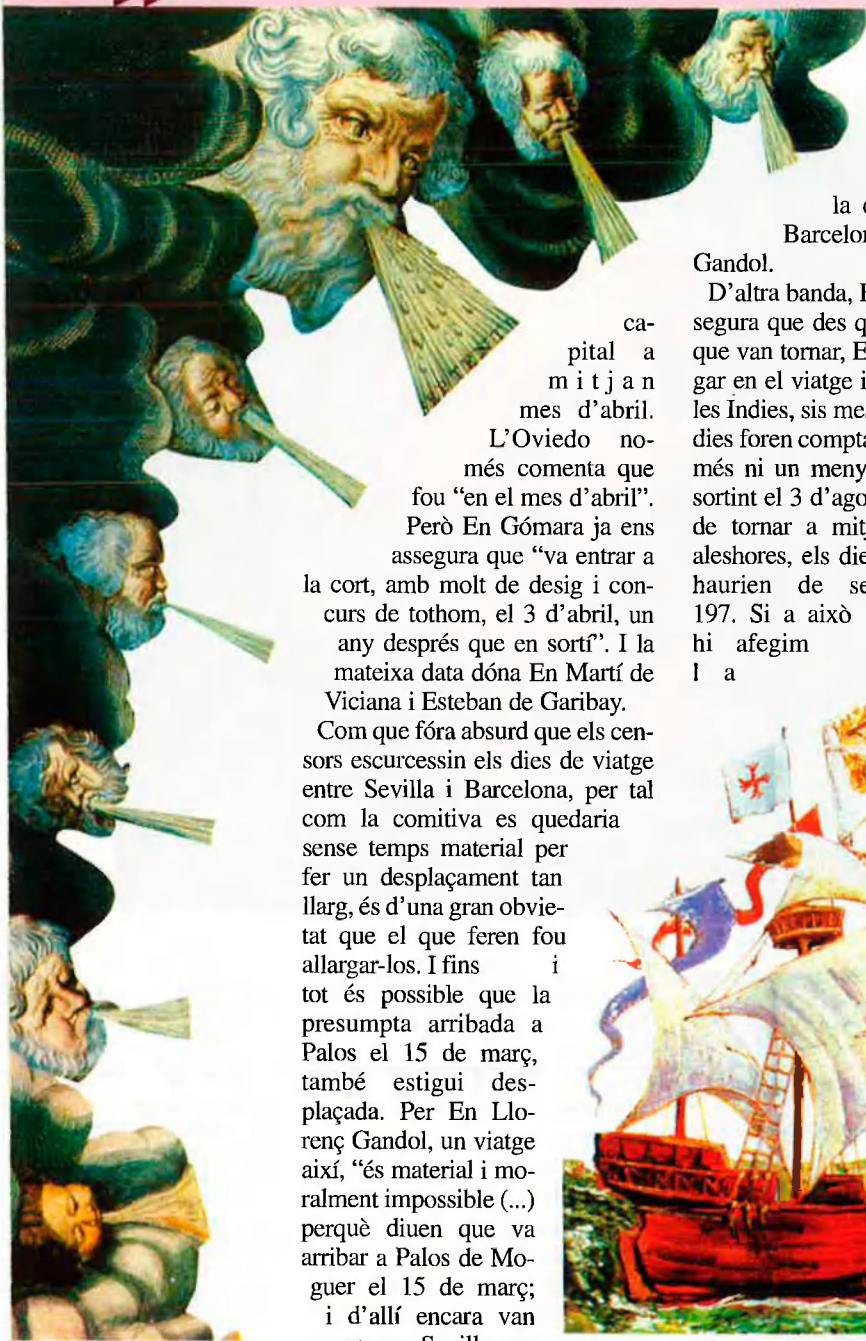 ca-
pital a
mitjan
mes d'abril.
L'Oviedo no-
més comenta que
fou “en el mes d'abril”.
Però En Gómara ja ens
assegura que “va entrar a
la cort, amb molt de desig i con-
curs de tothom, el 3 d'abril, un
any després que en sortí”. I la
mateixa data dóna En Martí de
Viciana i Esteban de Garibay.
Com que fóra absurd que els cen-
sors escurcessin els dies de viatge
entre Sevilla i Barcelona, per tal
com la comitiva es quedaria
sense temps material per
fer un desplaçament tan
llarg, és d'una gran obvie-
tat que el que feren fou
allargar-los. I fins i
tot és possible que la
presumpta arribada a
Palos el 15 de març,
també estigui des-
plaçada. Per En Llo-
renç Gandol, un viatge
així, “és material i mo-
ralment impossible (...)
perquè diuen que va
arribar a Palos de Mo-
guer el 15 de març;
i d'allí encara van
la
Barcelon
Gandol.
D'altra banda,
segura que des
que van tornar,
gar en el viatge
les Índies, sis
dies foren
més ni un
sortint el 3
de tornar a
aleshores, els
haurien de
197. Si a això
hi afegim
la